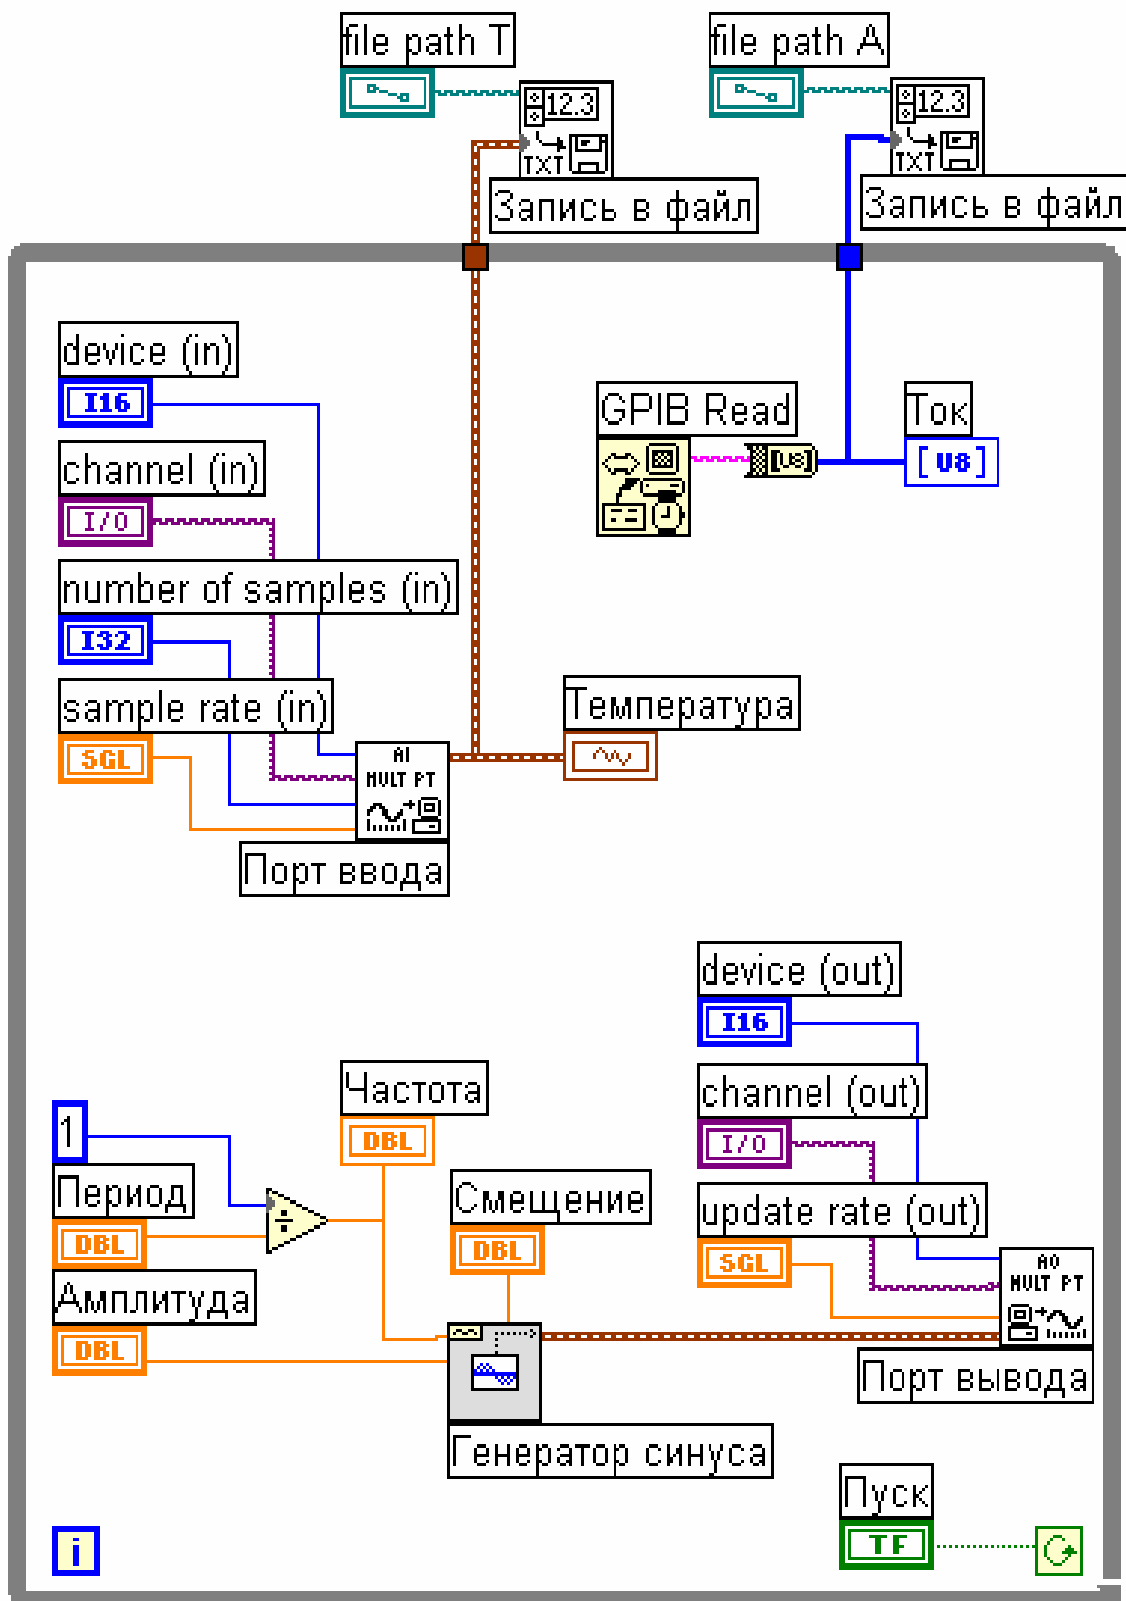 file path T
file path A
12.3
TXT
12.3
TXT
Запись в файл
Запись в файл
device (in)
I16
channel (in)
I/O
number of samples (in)
I32
sample rate (in)
SGL
AI
MULT PT
Порт ввода
GPIB Read
[U8]
Ток
[U8]
Температура
device (out)
I16
channel (out)
I/O
update rate (out)
SGL
AO
MULT PT
Порт вывода
Частота
DBL
1
Период
DBL
÷
Амплитуда
DBL
Смещение
DBL
Генератор синуса
Пуск
TF
i